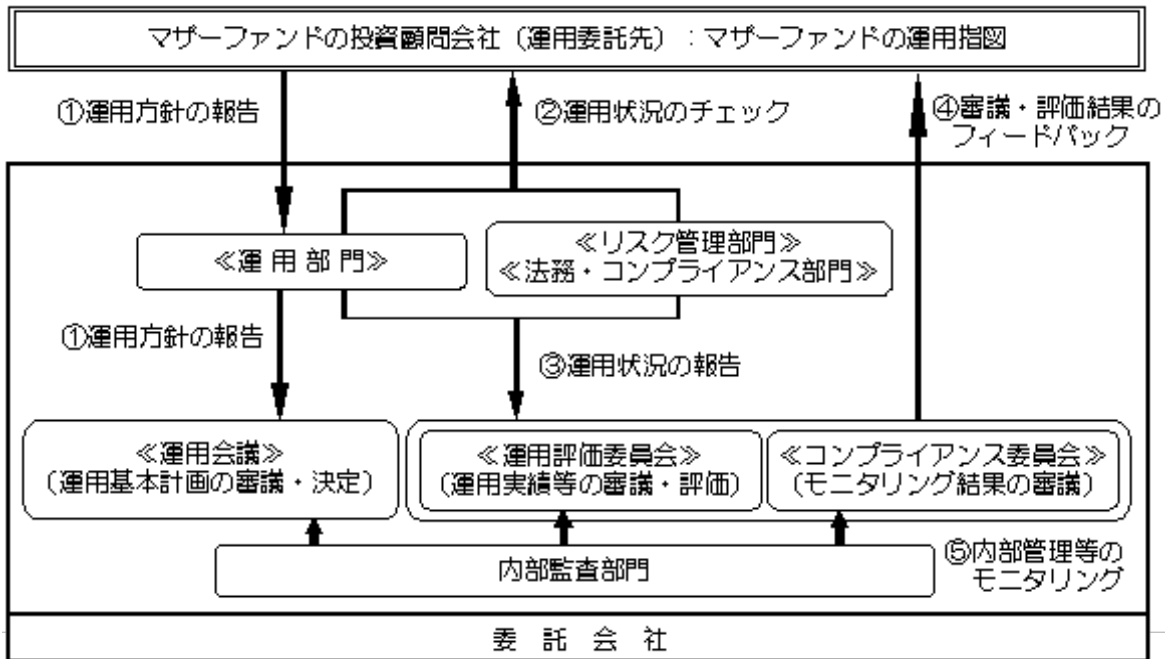 マザーファンドの投資顧問会社（運用委託先）：マザーファンドの運用指図
①運用方針の報告
②運用状況のチェック
④審議・評価結果の
フィードバック
≪運 用 部 門≫
≪リスク管理部門≫
≪法務・コンプライアンス部門≫
①運用方針の報告
③運用状況の報告
≪運用会議≫
（運用基本計画の審議・決定）
≪運用評価委員会≫
（運用実績等の審議・評価）
≪コンプライアンス委員会≫
（モニタリング結果の審議）
内部監査部門
⑤内部管理等の
モニタリング
委 託 会 社